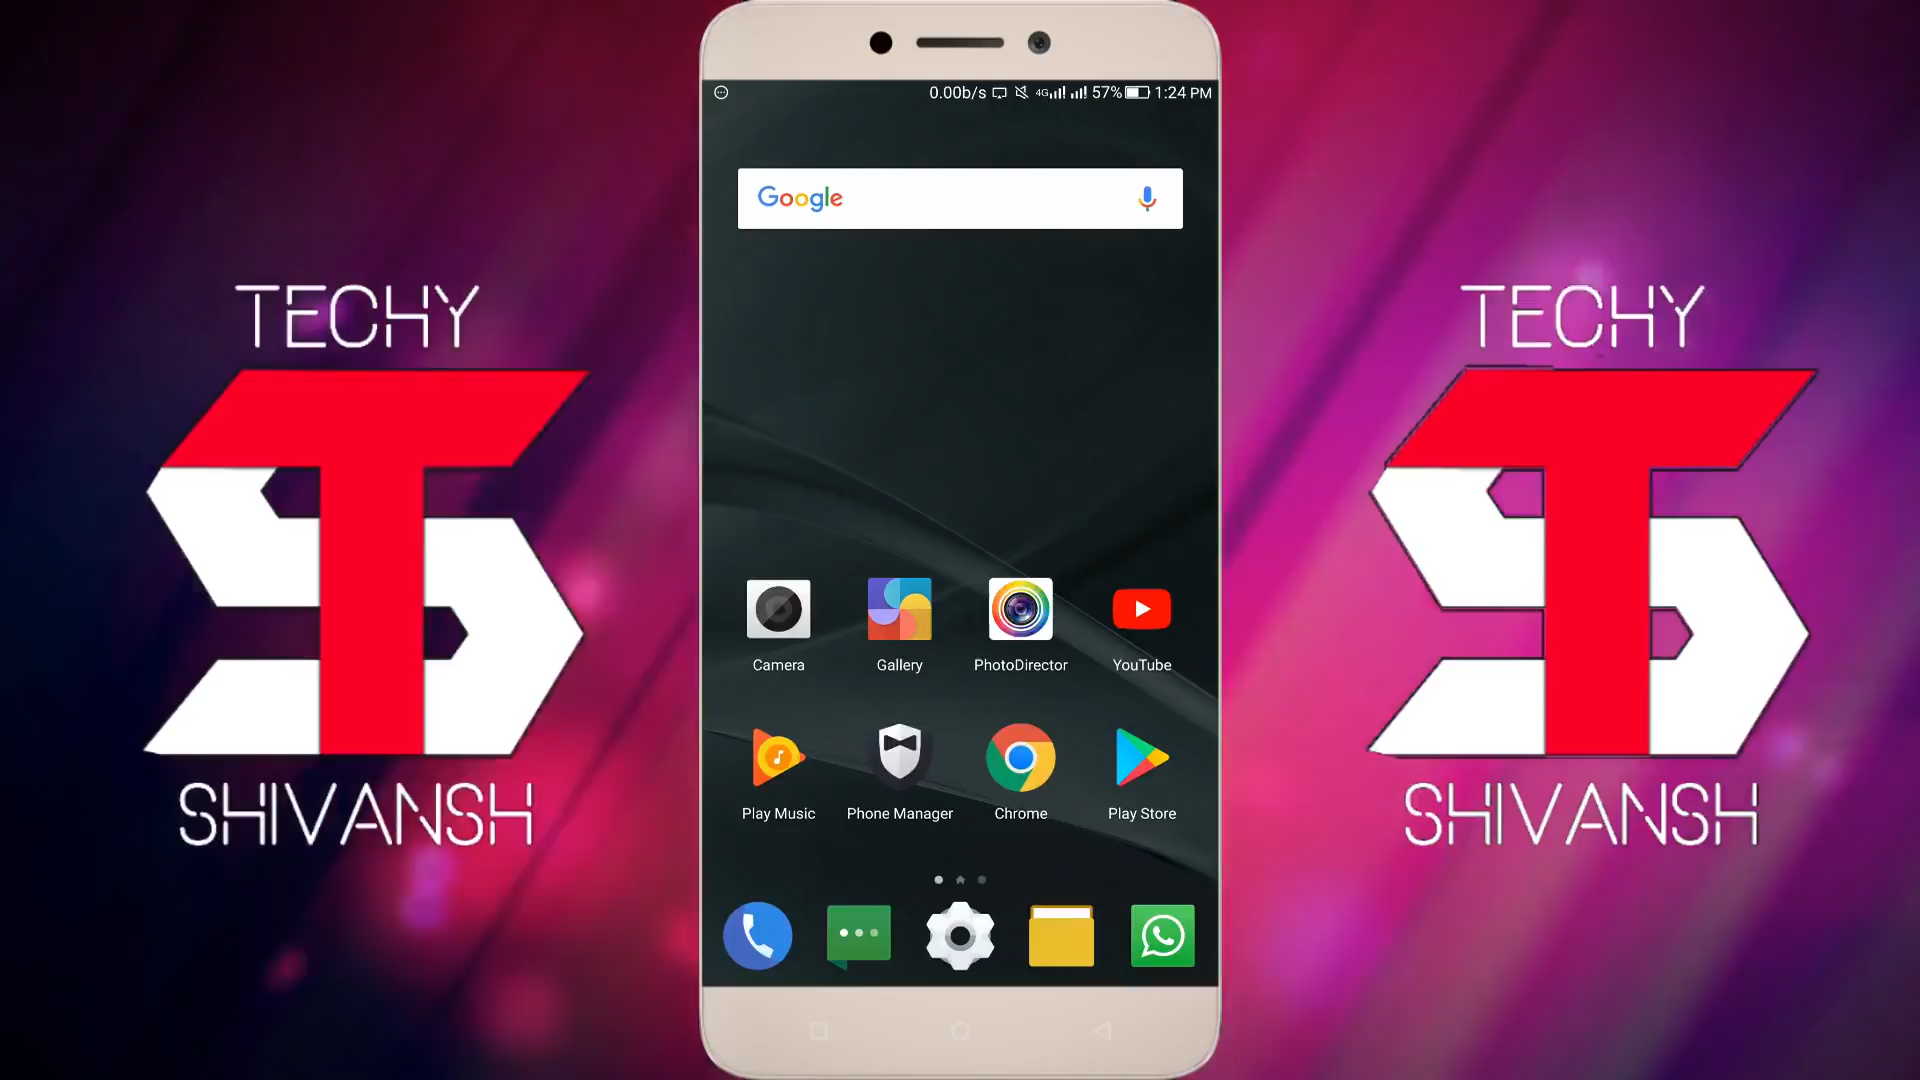 0.00b/s 4G 57% 1:24 PM
Google
TECHY
SHIVANSH
Camera Gallery PhotoDirector YouTube
Play Music Phone Manager Chrome Play Store
TECHY
SHIVANSH